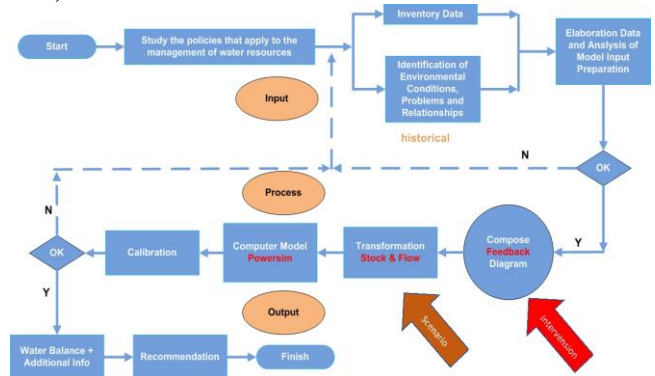 Start
Study the policies that apply to the
management of water resources
Inventory Data
Identification of
Environmental
Conditions,
Problems and
Relationships
historical
Elaboration Data
and Analysis of
Model Input
Preparation
Input
N
OK
Process
N
Y
OK
Calibration
Computer Model
Powersim
Transformation
Stock & Flow
Compose
Feedback
Diagram
Y
Output
Scenario
Intervension
Water Balance +
Additional Info
Recommendation
Finish